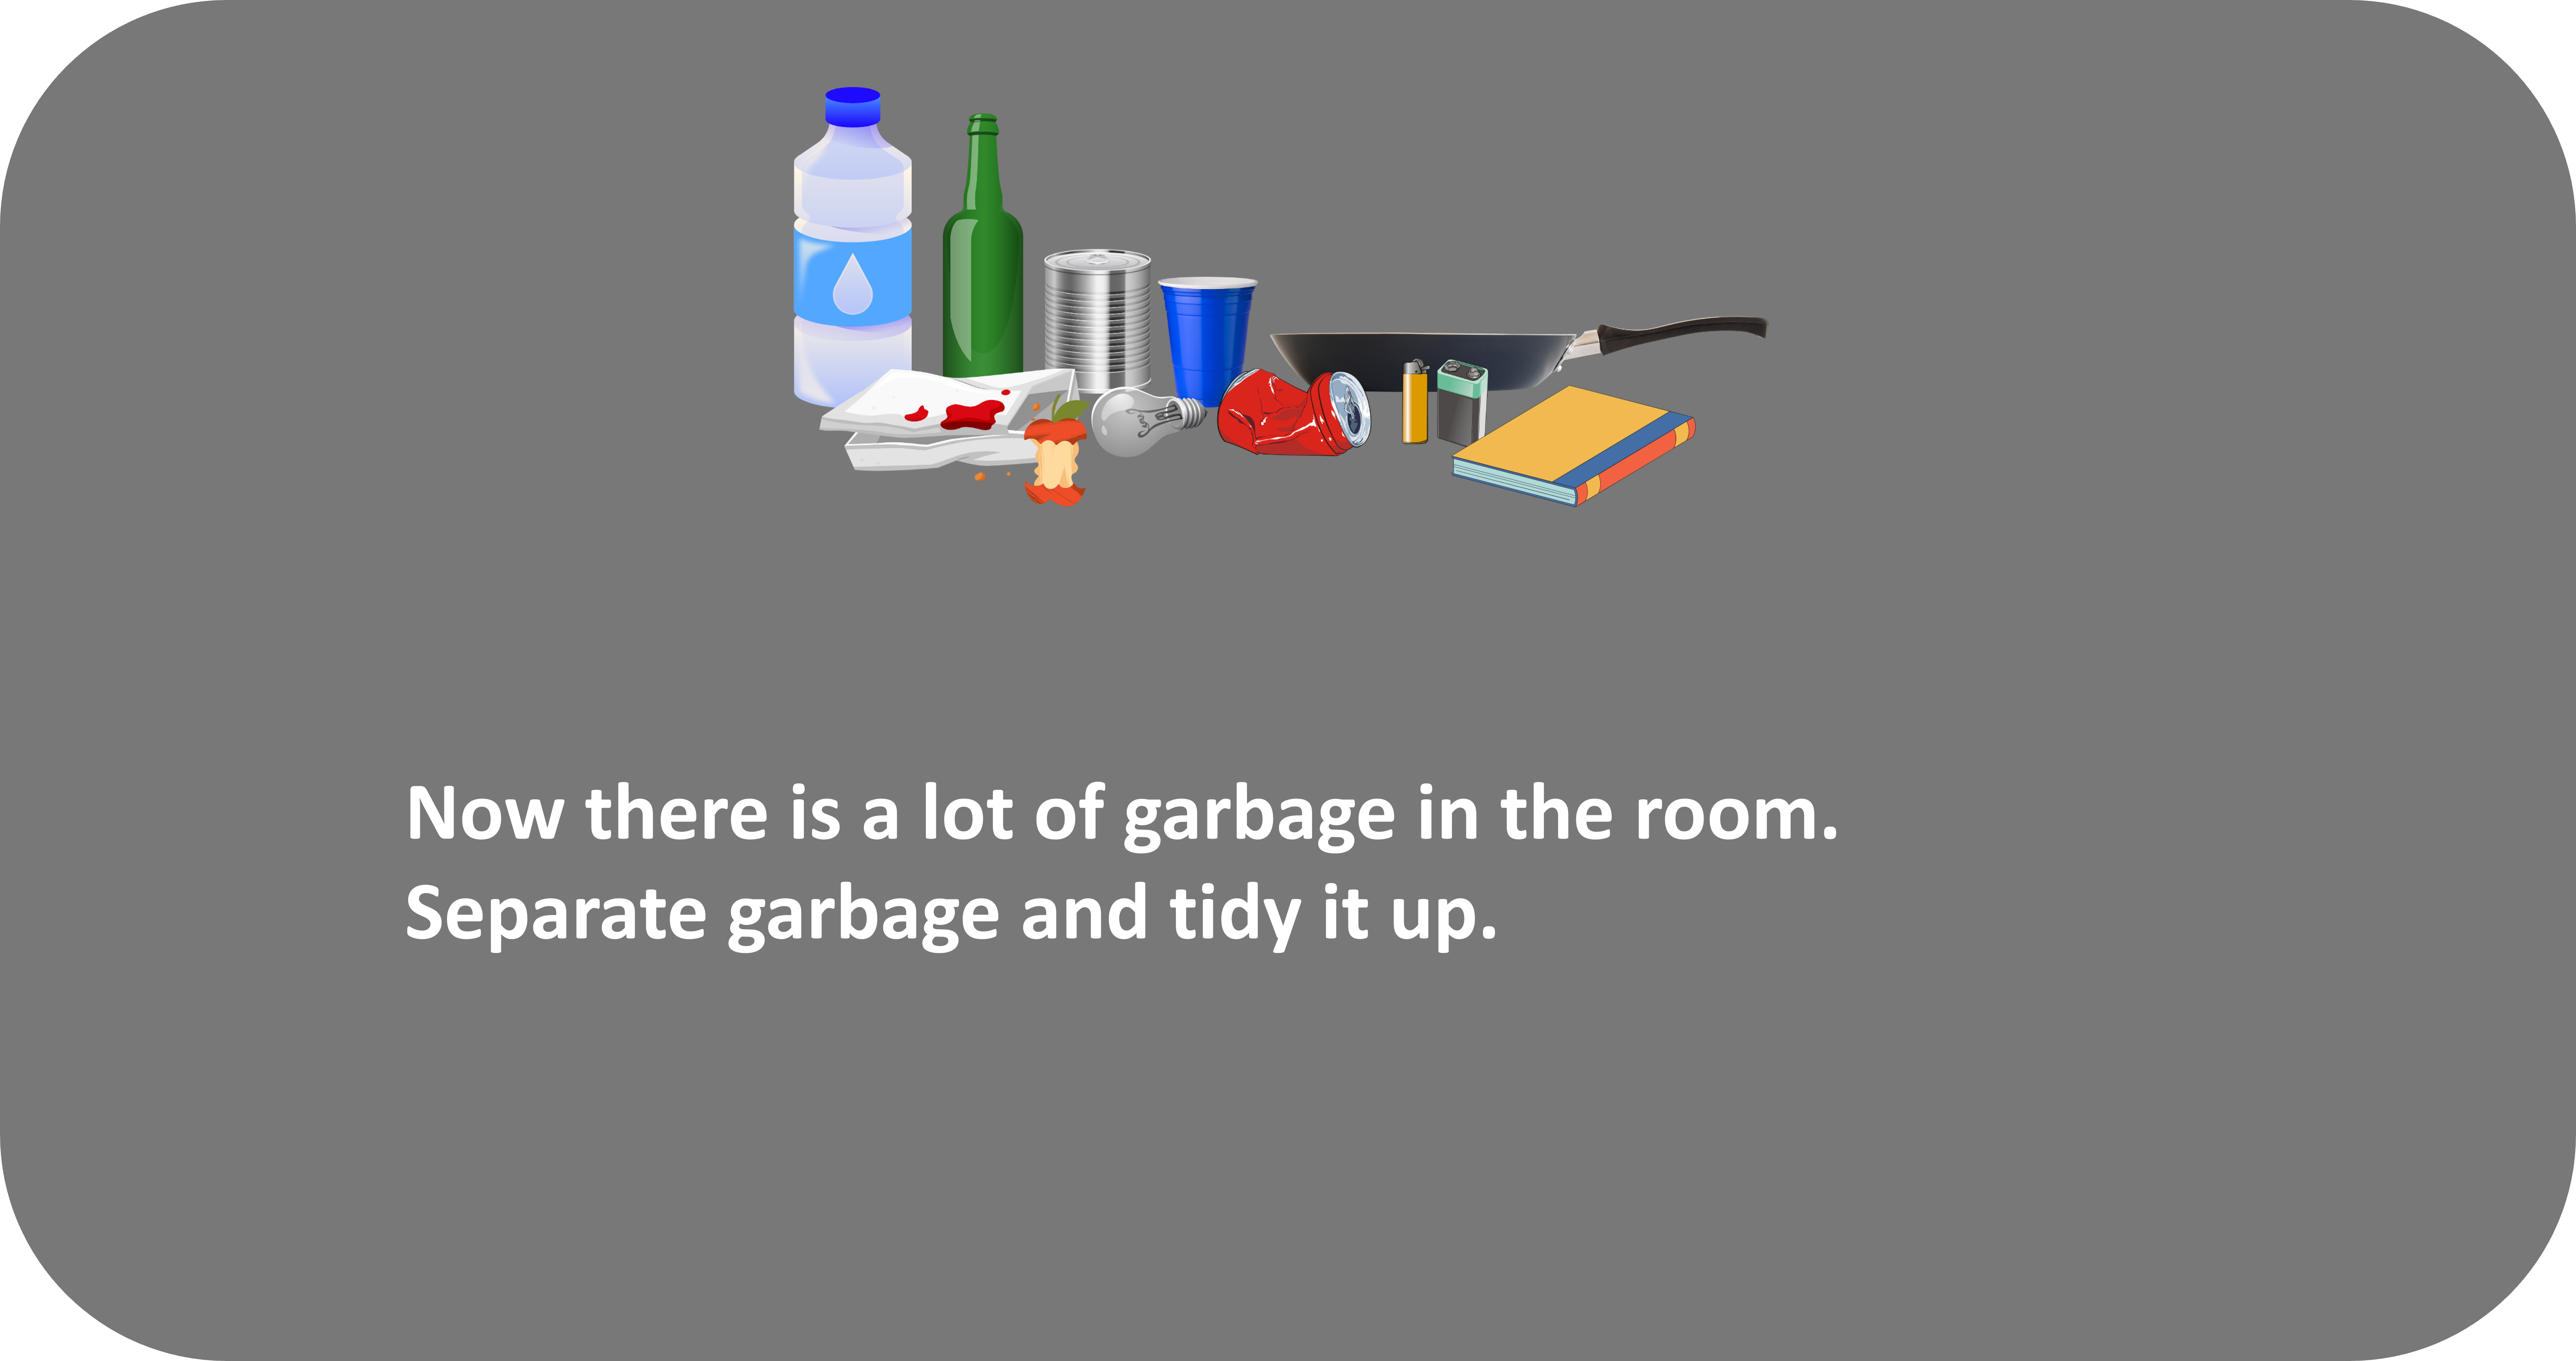 Now there is a lot of garbage in the room.
Separate garbage and tidy it up.